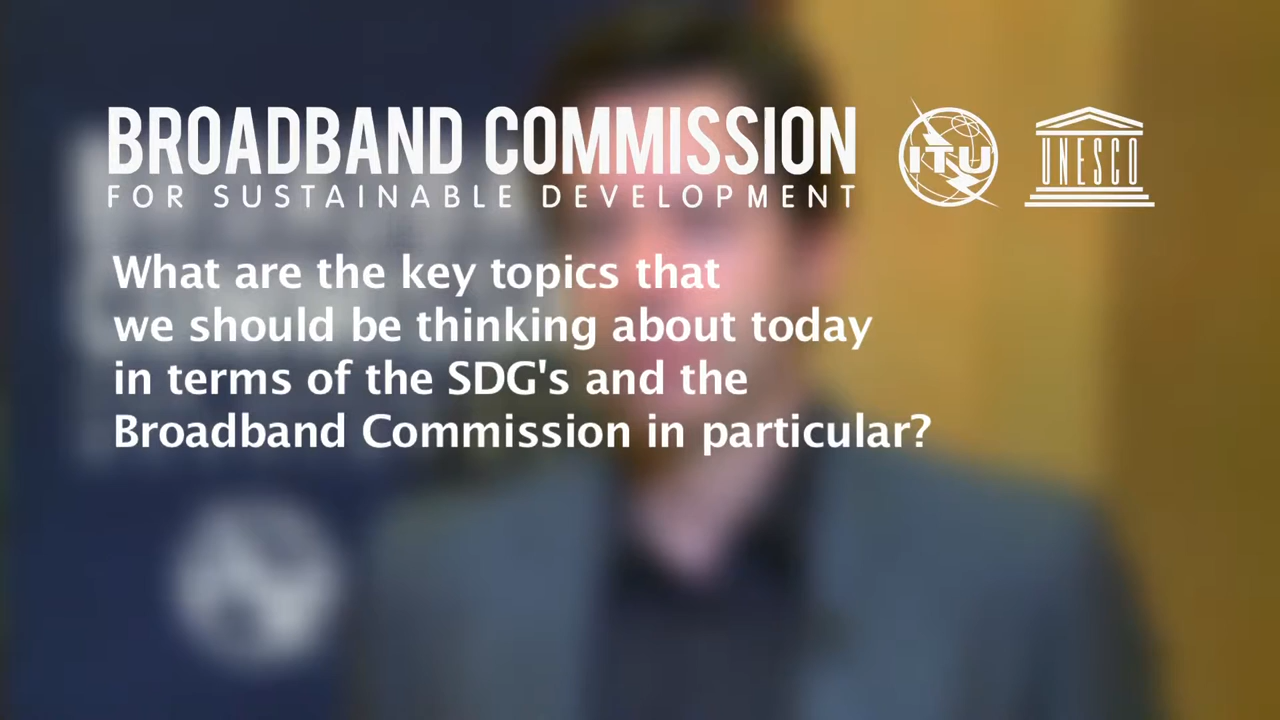 BROADBAND COMMISSION
FOR SUSTAINABLE DEVELOPMENT
ITU
UNESCO
What are the key topics that
we should be thinking about today
in terms of the SDG's and the
Broadband Commission in particular?